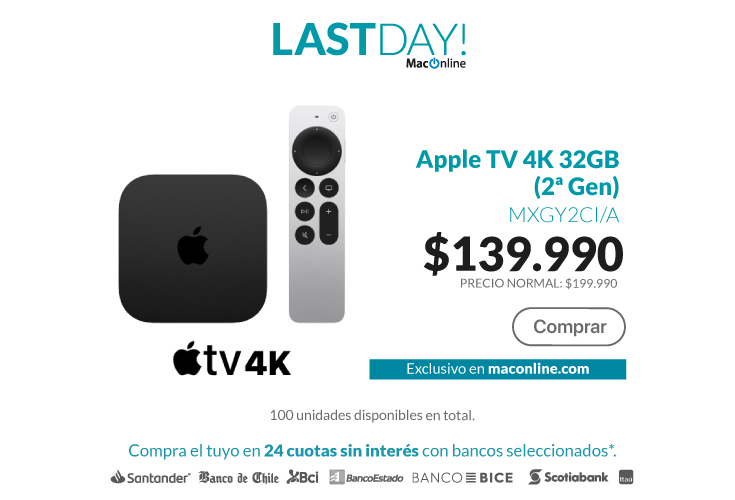 LASTDAY!
MacOnline
Apple TV 4K 32GB
(2ª Gen)
MXGY2CI/A
$139.990
PRECIO NORMAL: $199.990
Comprar
tv4K
Exclusivo en maconline.com
100 unidades disponibles en total.
Compra el tuyo en 24 cuotas sin interés con bancos seleccionados*.
Santander Banco de Chile Bci BancoEstado BANCO BICE Scotiabank Itaú